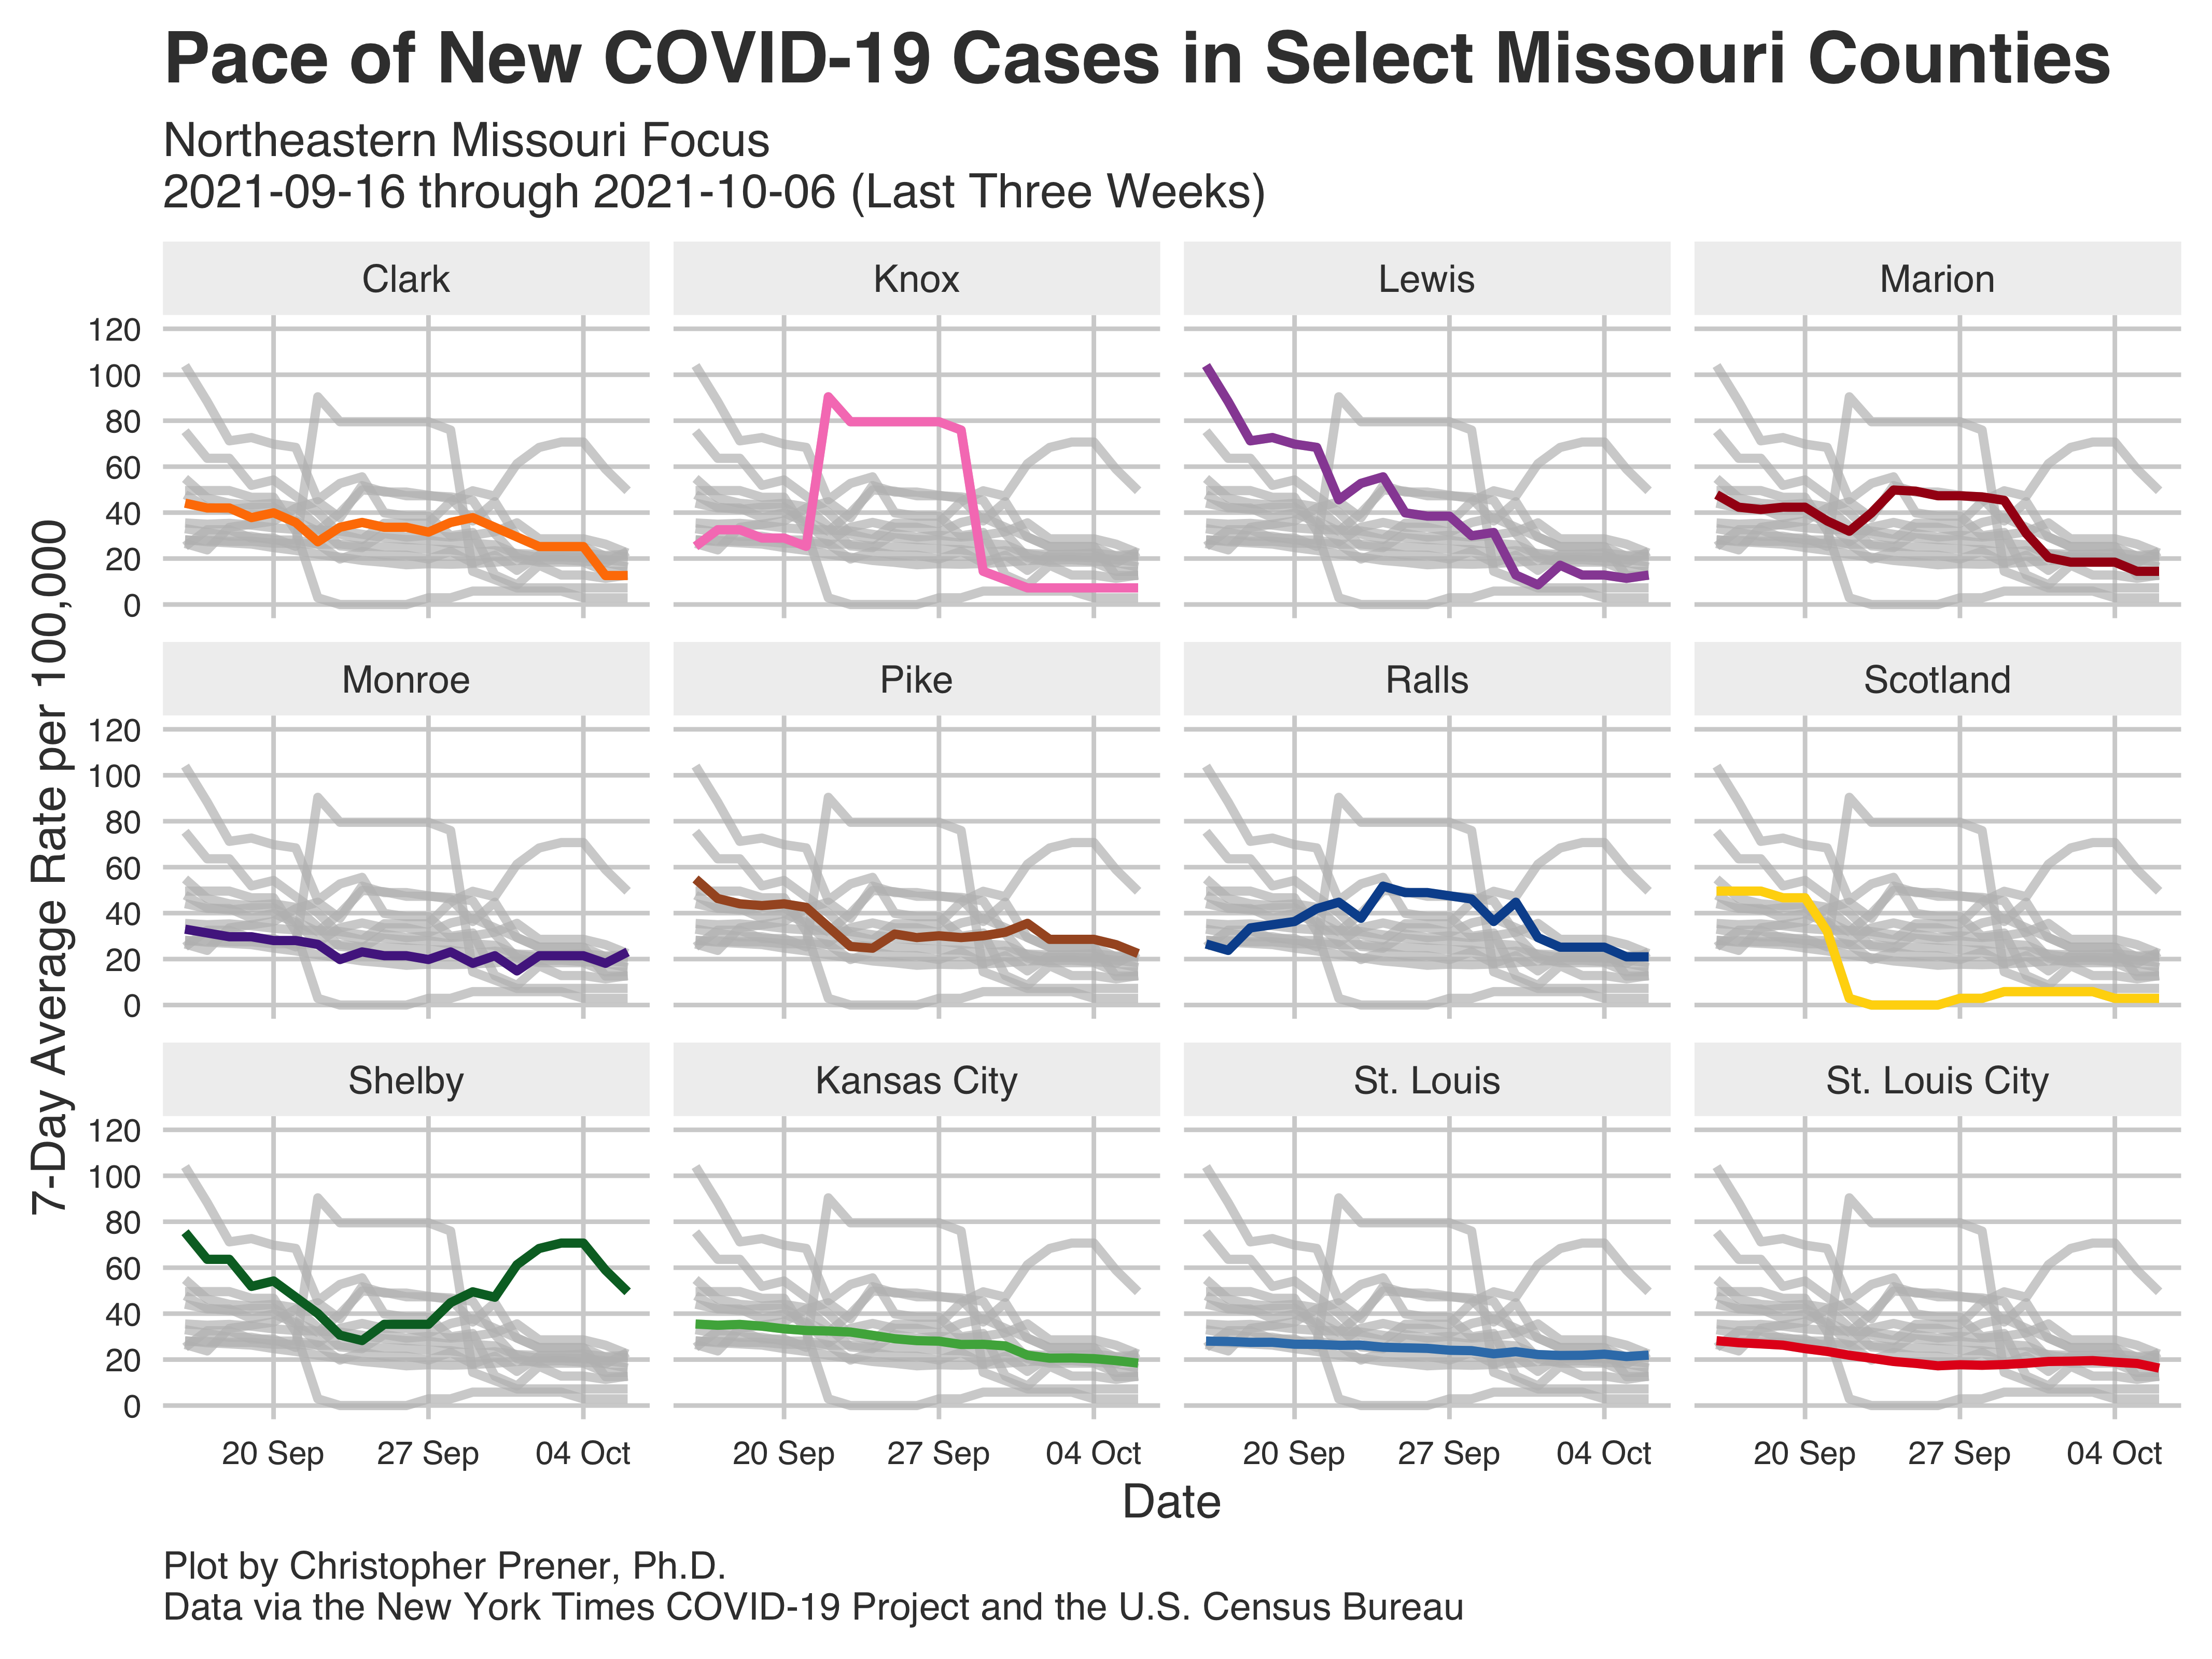 Pace of New COVID-19 Cases in Select Missouri Counties
Northeastern Missouri Focus
2021-09-16 through 2021-10-06 (Last Three Weeks)
7-Day Average Rate per 100,000
Clark
Knox
Lewis
Marion
120
100
80
60
40
20
0
Monroe
Pike
Ralls
Scotland
120
100
80
60
40
20
0
Shelby
Kansas City
St. Louis
St. Louis City
120
100
80
60
40
20
0
20 Sep 27 Sep 04 Oct
20 Sep 27 Sep 04 Oct
20 Sep 27 Sep 04 Oct
20 Sep 27 Sep 04 Oct
Date
Plot by Christopher Prener, Ph.D.
Data via the New York Times COVID-19 Project and the U.S. Census Bureau